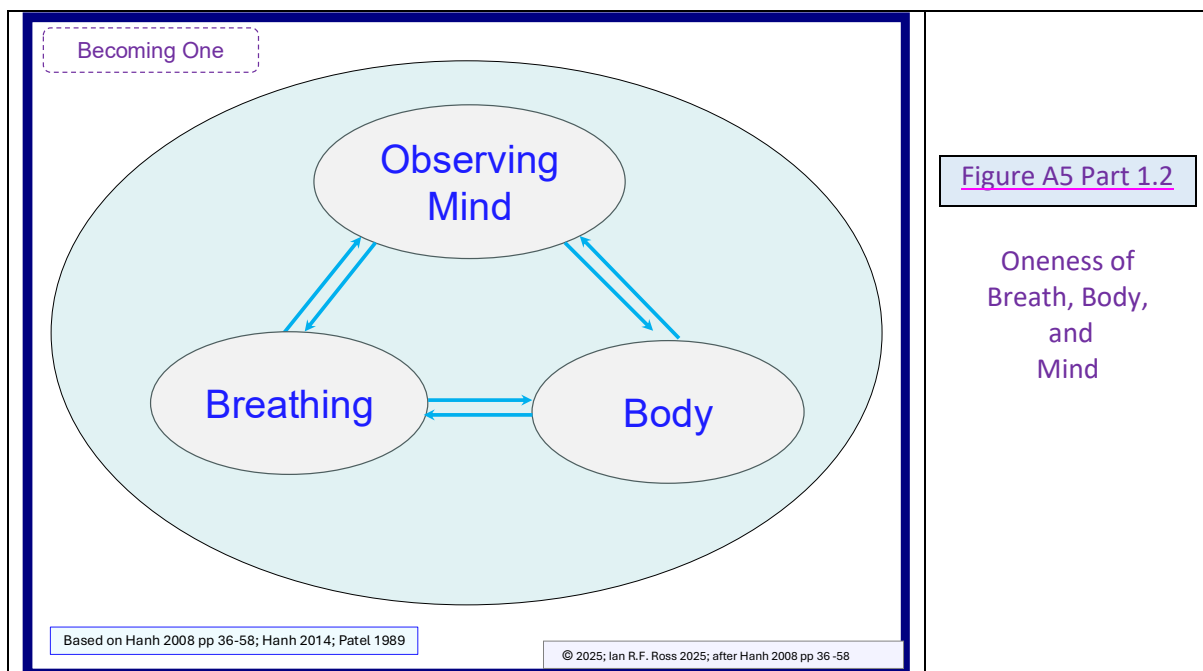 Becoming One
Observing
Mind
Breathing
Body
Based on Hanh 2008 pp 36-58; Hanh 2014; Patel 1989
© 2025; Ian R.F. Ross 2025; after Hanh 2008 pp 36 -58
Figure A5 Part 1.2
Oneness of
Breath, Body,
and
Mind